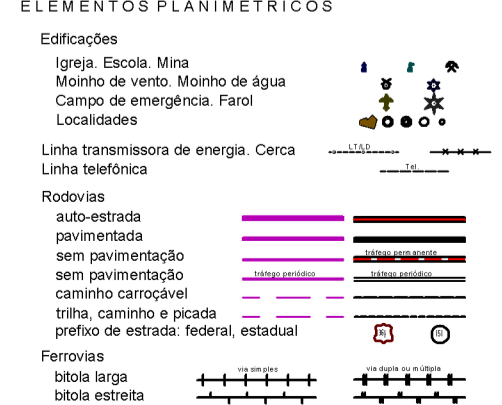 ELEMENTOS PLANIMETRICOS
Edificações
Igreja. Escola. Mina
Moinho de vento. Moinho de água
Campo de emergência. Farol
Localidades
Linha transmissora de energia. Cerca LT/LD
Linha telefônica Tel.
Rodovias
auto-estrada
pavimentada
sem pavimentação tráfego permanente
sem pavimentação tráfego periódico tráfego periódico
caminho carroçável
trilha, caminho e picada
prefixo de estrada: federal, estadual
Ferrovias
bitola larga via simples via dupla ou múltipla
bitola estreita